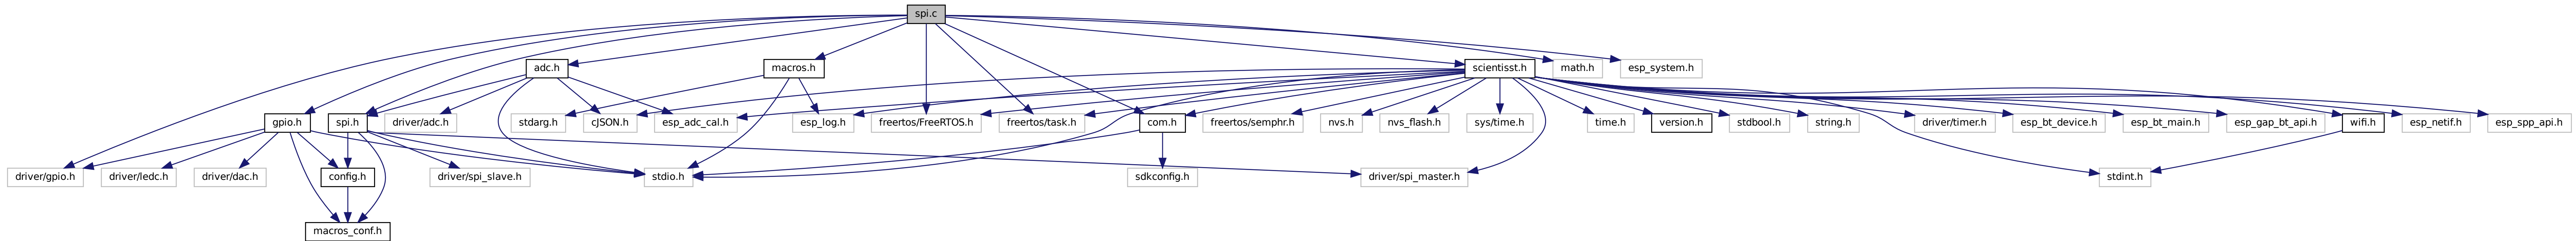 spi.c
adc.h
macros.h
scientisst.h
math.h
esp_system.h
gpio.h
spi.h
driver/adc.h
stdarg.h
cJSON.h
esp_adc_cal.h
esp_log.h
freertos/FreeRTOS.h
freertos/task.h
com.h
freertos/semphr.h
nvs.h
nvs_flash.h
sys/time.h
time.h
version.h
stdbool.h
string.h
driver/timer.h
esp_bt_device.h
esp_bt_main.h
esp_gap_bt_api.h
wifi.h
esp_netif.h
esp_spp_api.h
driver/gpio.h
driver/ledc.h
driver/dac.h
config.h
driver/spi_slave.h
stdio.h
sdkconfig.h
driver/spi_master.h
stdint.h
macros_conf.h